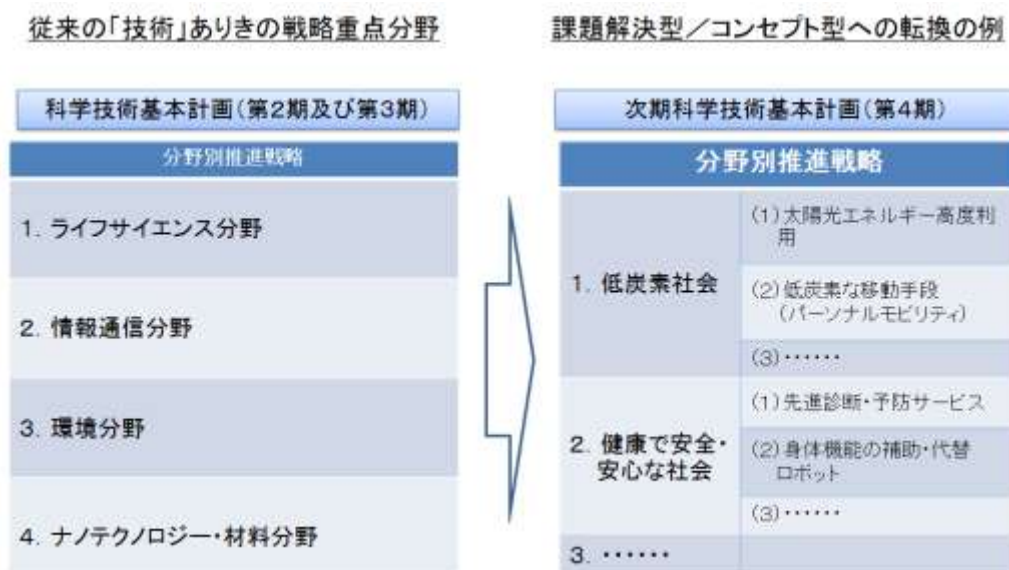 従来の「技術」ありきの戦略重点分野
科学技術基本計画(第2期及び第3期)
分野別推進戦略
1. ライフサイエンス分野
2. 情報通信分野
3. 環境分野
4. ナノテクノロジー・材料分野
課題解決型/コンセプト型への転換の例
次期科学技術基本計画(第4期)
分野別推進戦略
1. 低炭素社会
(1)太陽光エネルギー高度利
用
(2)低炭素な移動手段
(パーソナルモビリティ)
(3)・・・・・・
2. 健康で安全・
安心な社会
(1)先進診断・予防サービス
(2)身体機能の補助・代替
ロボット
(3)・・・・・・
3. ・・・・・・